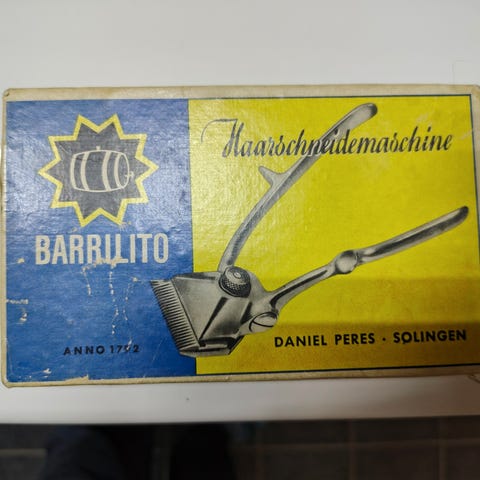 Haarschneidemaschine
BARRILITO
ANNO 1792
DANIEL PERES · SOLINGEN